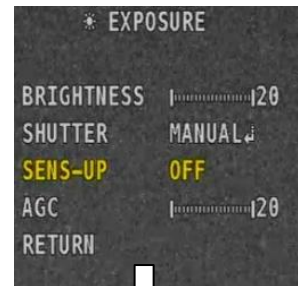 ☀ EXPOSURE
BRIGHTNESS 20
SHUTTER MANUAL↲
SENS-UP OFF
AGC 20
RETURN